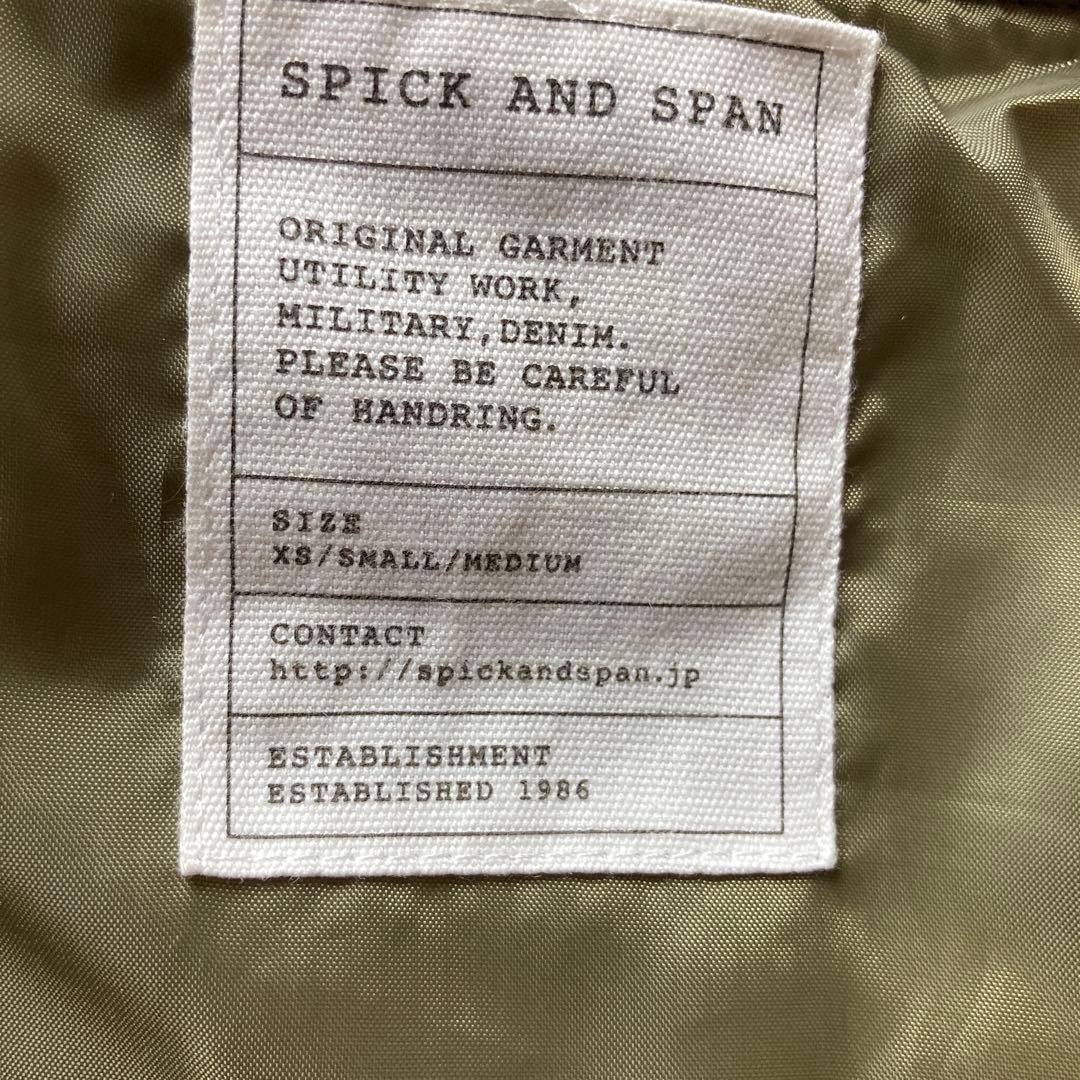 SPICK AND SPAN
ORIGINAL GARMENT
UTILITY WORK,
MILITARY,DENIM.
PLEASE BE CAREFUL
OF HANDRING.
SIZE
XS/SMALL/MEDIUM
CONTACT
http://spickandspan.jp
ESTABLISHMENT
ESTABLISHED 1986